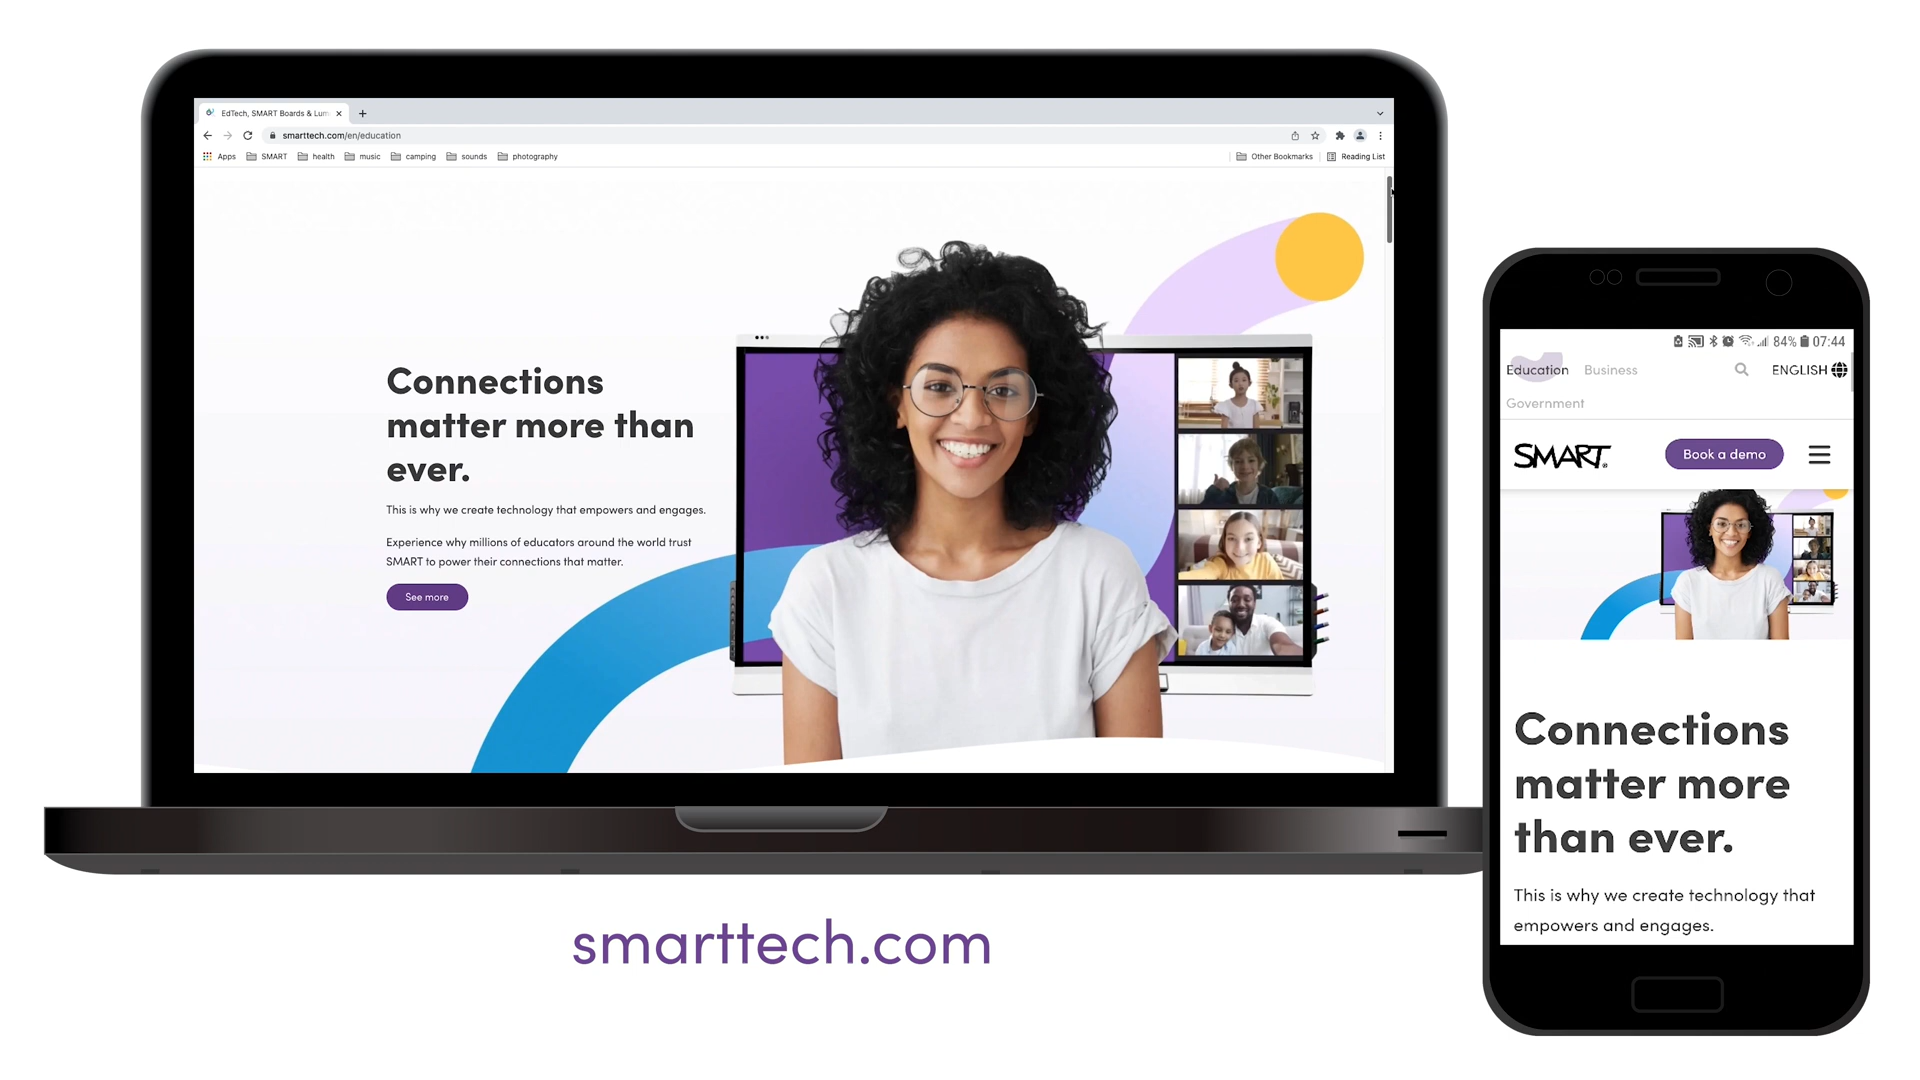 EdTech, SMART Boards & Lum
smarttech.com/en/education
Apps SMART health music camping sounds photography Other Bookmarks Reading List
Connections
matter more than
ever.
This is why we create technology that empowers and engages.
Experience why millions of educators around the world trust
SMART to power their connections that matter.
See more
84% 07:44
Education Business ENGLISH
Government
SMART Book a demo
Connections
matter more
than ever.
This is why we create technology that
empowers and engages.
smarttech.com